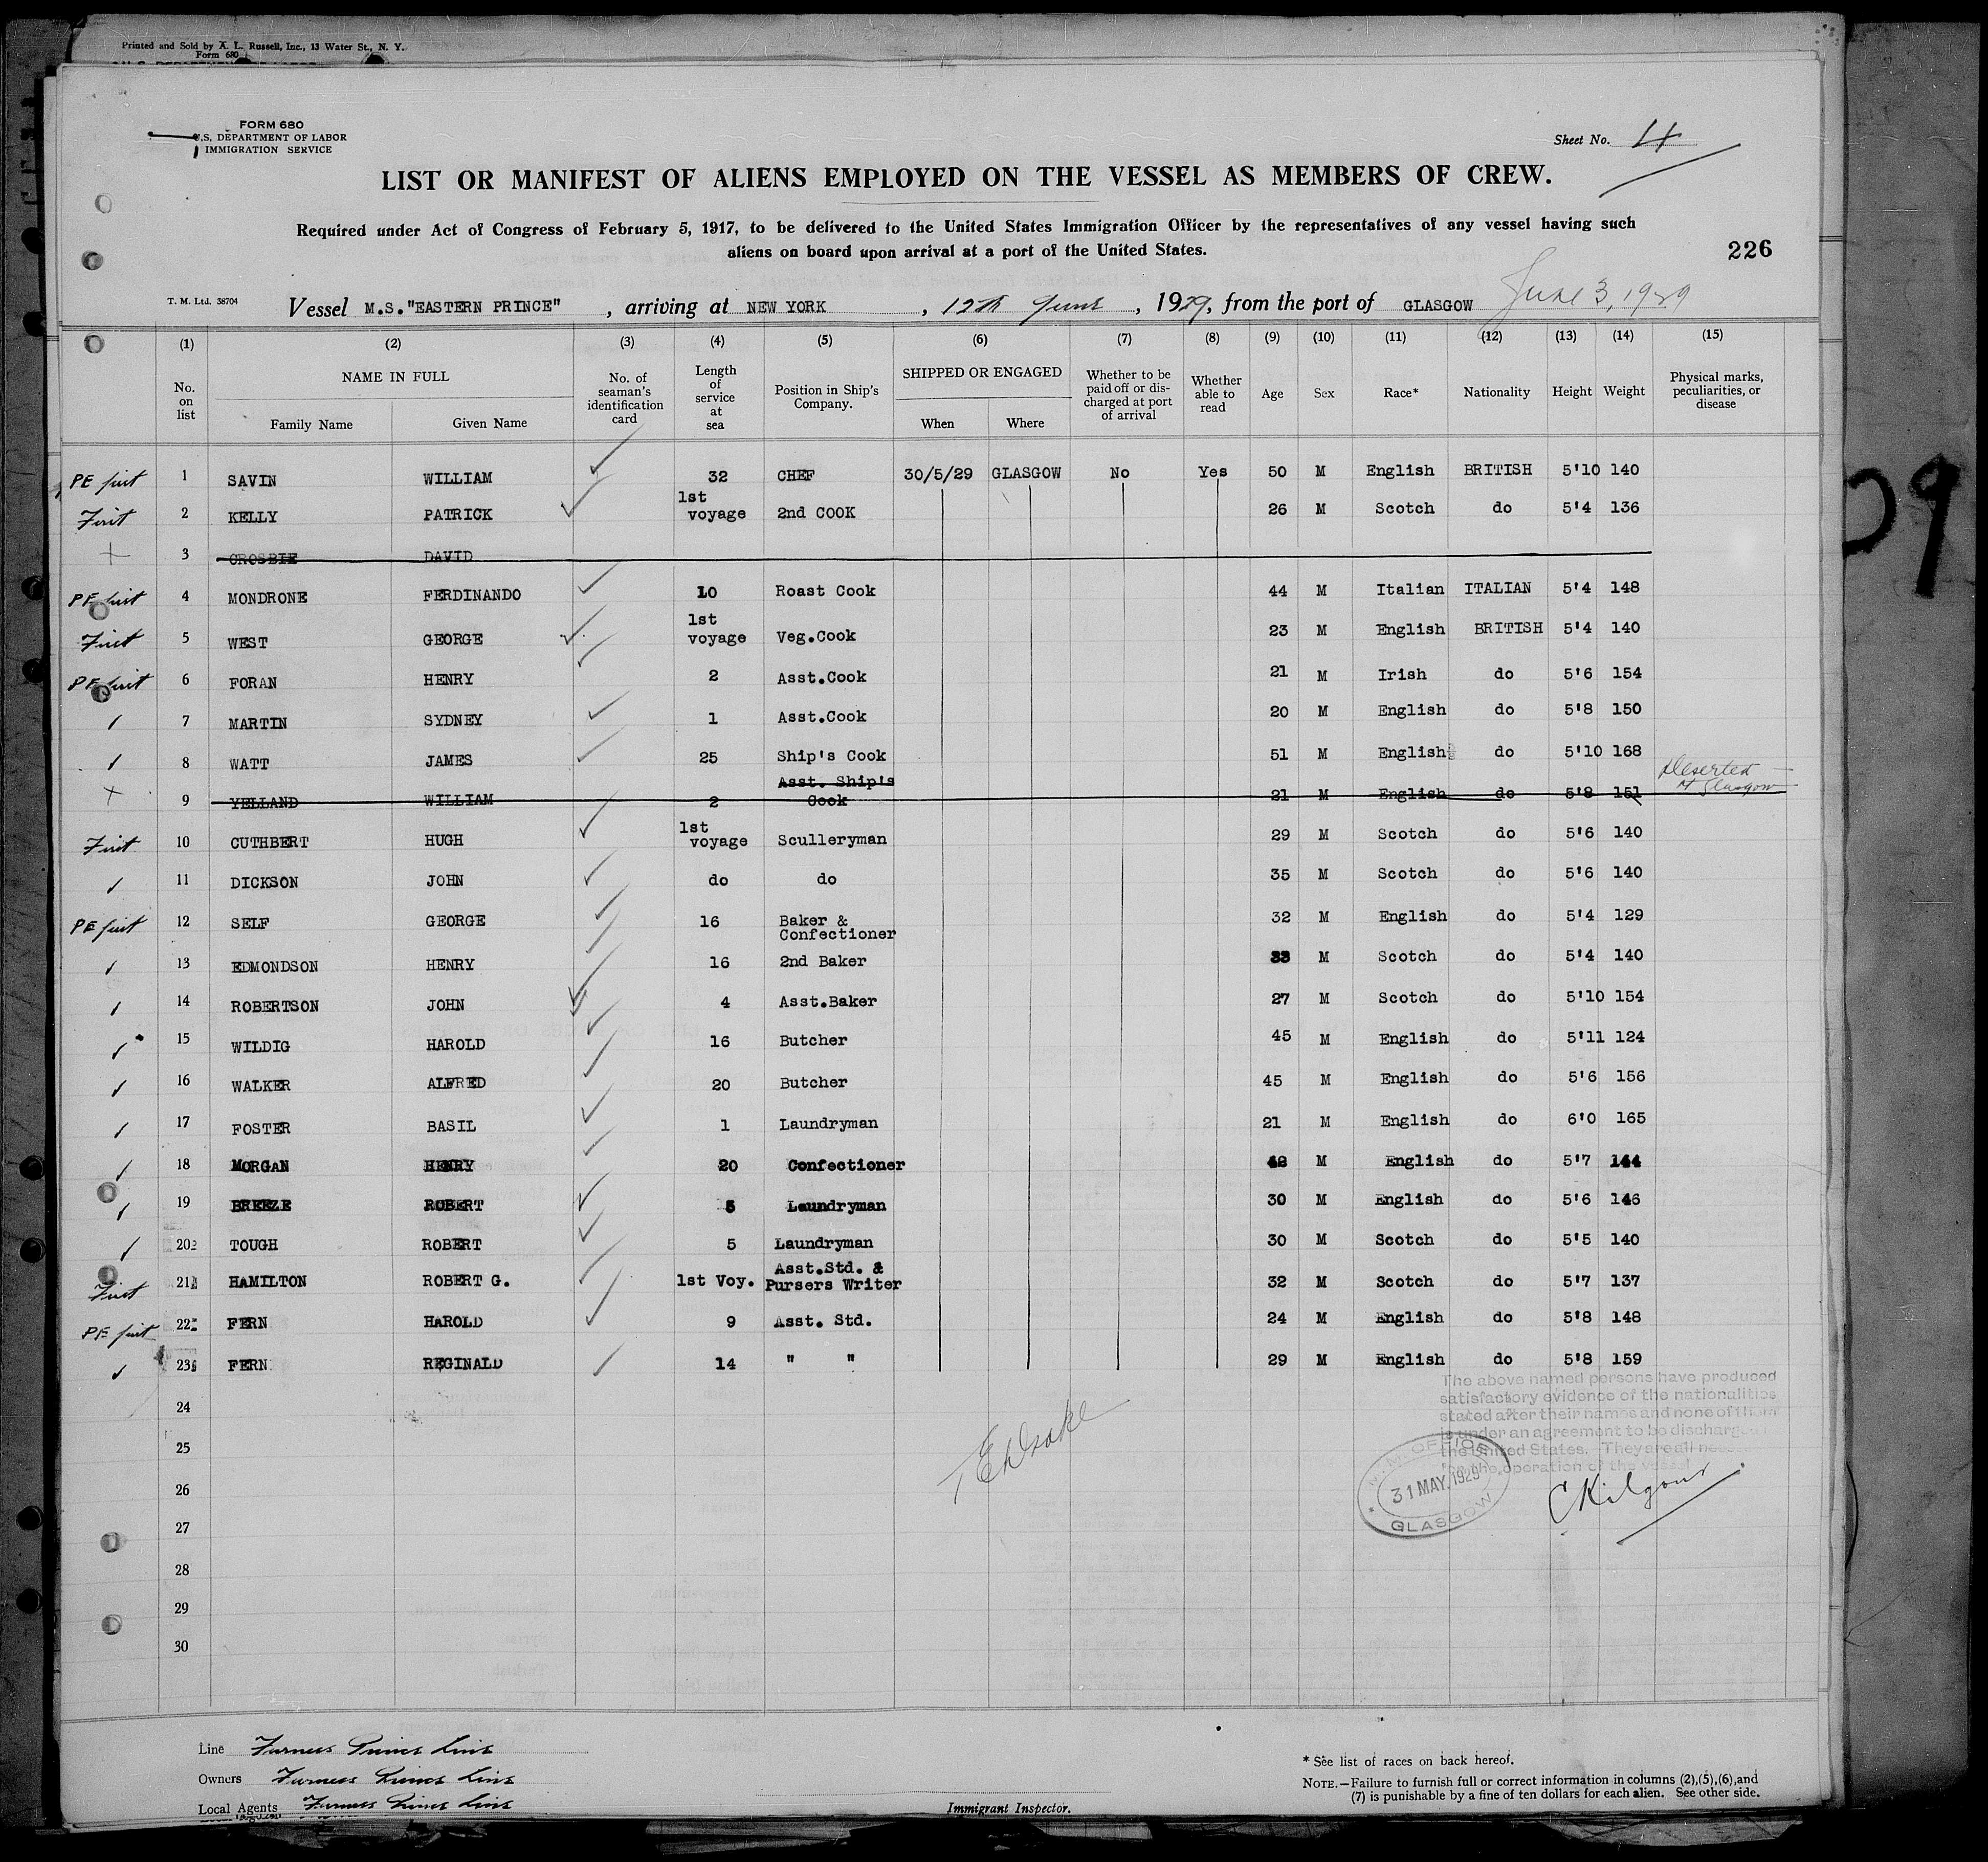 Printed and Sold by A. L. Russell, Inc., 13 Water St., N. Y.
Form 680
FORM 680
U.S. DEPARTMENT OF LABOR
IMMIGRATION SERVICE
Sheet No. 4
LIST OR MANIFEST OF ALIENS EMPLOYED ON THE VESSEL AS MEMBERS OF CREW.
Required under Act of Congress of February 5, 1917, to be delivered to the United States Immigration Officer by the representatives of any vessel having such
aliens on board upon arrival at a port of the United States.
226
T. M. Ltd. 38704
Vessel M.S."EASTERN PRINCE", arriving at NEW YORK, 12th June, 1929, from the port of GLASGOW June 3, 1929
(1) (2) (3) (4) (5) (6) (7) (8) (9) (10) (11) (12) (13) (14) (15)
No. on list
NAME IN FULL
Family Name Given Name
No. of seaman's identification card
Length of service at sea
Position in Ship's Company.
SHIPPED OR ENGAGED
When Where
Whether to be paid off or dis-charged at port of arrival
Whether able to read
Age Sex Race* Nationality Height Weight
Physical marks, peculiarities, or disease
PE first 1 SAVIN WILLIAM 32 CHEF 30/5/29 GLASGOW No Yes 50 M English BRITISH 5'10 140
First 2 KELLY PATRICK 1st voyage 2nd COOK 26 M Scotch do 5'4 136
+ 3 CROSBIE DAVID
PE first 4 MONDRONE FERDINANDO 10 Roast Cook 44 M Italian ITALIAN 5'4 148
First 5 WEST GEORGE 1st voyage Veg.Cook 23 M English BRITISH 5'4 140
PE first 6 FORAN HENRY 2 Asst.Cook 21 M Irish do 5'6 154
7 MARTIN SYDNEY 1 Asst.Cook 20 M English do 5'8 150
8 WATT JAMES 25 Ship's Cook 51 M English do 5'10 168
+ 9 YELLAND WILLIAM 2 Asst. Ship's Cook 21 M English do 5'8 151 Deserted at Glasgow
First 10 CUTHBERT HUGH 1st voyage Sculleryman 29 M Scotch do 5'6 140
11 DICKSON JOHN do do 35 M Scotch do 5'6 140
PE first 12 SELF GEORGE 16 Baker & Confectioner 32 M English do 5'4 129
13 EDMONDSON HENRY 16 2nd Baker 33 M Scotch do 5'4 140
14 ROBERTSON JOHN 4 Asst.Baker 27 M Scotch do 5'10 154
15 WILDIG HAROLD 16 Butcher 45 M English do 5'11 124
16 WALKER ALFRED 20 Butcher 45 M English do 5'6 156
17 FOSTER BASIL 1 Laundryman 21 M English do 6'0 165
18 MORGAN HENRY 20 Confectioner M English do 5'7 144
19 BREEZE ROBERT 5 Laundryman 30 M English do 5'6 146
20 TOUGH ROBERT 5 Laundryman 30 M Scotch do 5'5 140
First 21 HAMILTON ROBERT G. 1st Voy. Asst.Std. & Pursers Writer 32 M Scotch do 5'7 137
PE first 22 FERN HAROLD 9 Asst. Std. 24 M English do 5'8 148
23 FERN REGINALD 14 " " 29 M English do 5'8 159
The above named persons have produced
satisfactory evidence of the nationalities
stated after their names and none of them
is under an agreement to be discharged
the United States. They are all
the operation of the vessel
24
25
26
27
28
29
30
M.M. OFFICE
31 MAY.1929
GLASGOW
CKilgour
Line Furness Prince Line
Owners Furness Prince Line
Local Agents Furness Prince Line
Immigrant Inspector.
* See list of races on back hereof.
NOTE.—Failure to furnish full or correct information in columns (2),(5),(6),and
(7) is punishable by a fine of ten dollars for each alien. See other side.